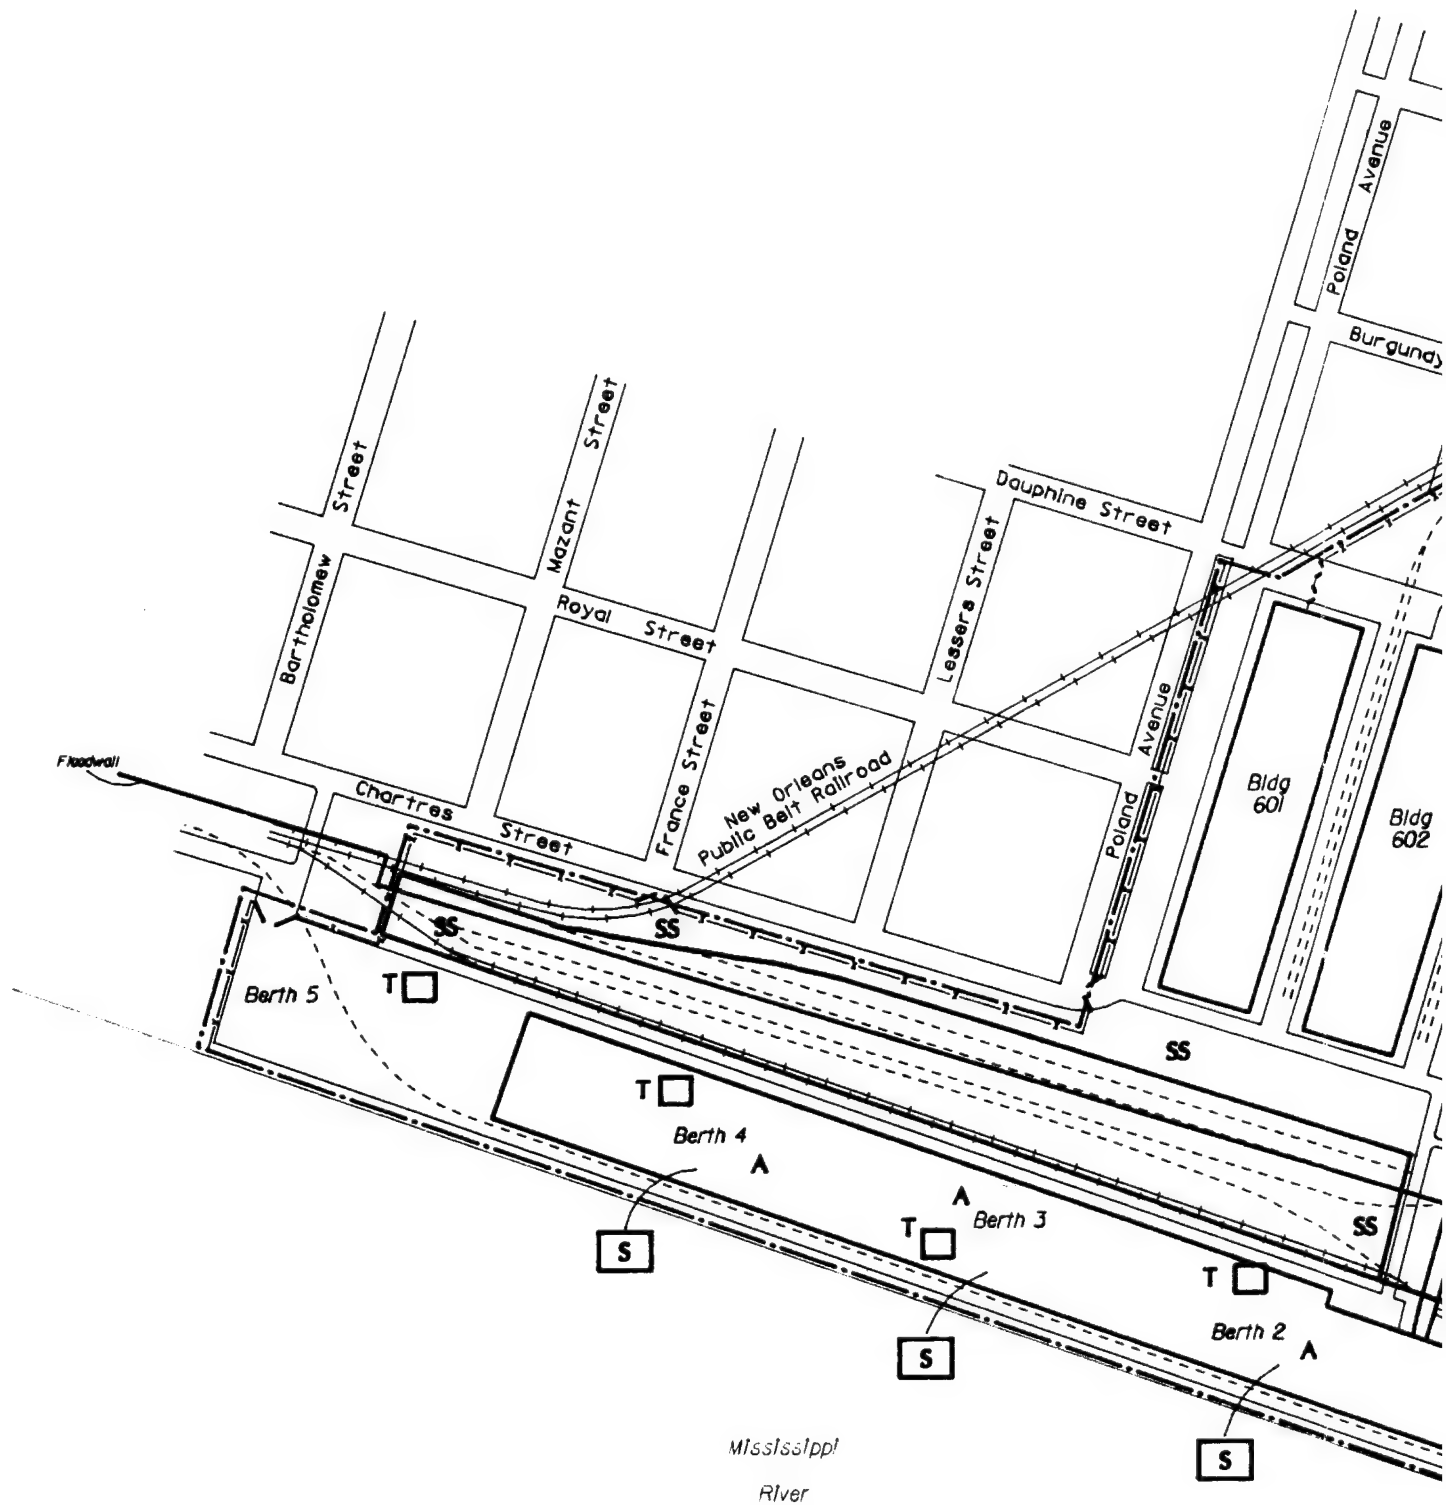 Poland Avenue
Burgundy
Street
Mazant Street
Dauphine Street
Lessers Street
Bartholomew
Royal Street
Avenue
France Street
Floodwall
Chartres Street
New Orleans
Public Belt Railroad
Poland
Bldg
601
Bldg
602
SS
SS
T
Berth 5
SS
T
Berth 4
A
A
Berth 3
T
SS
S
T
Berth 2
A
S
S
Mississippi
River